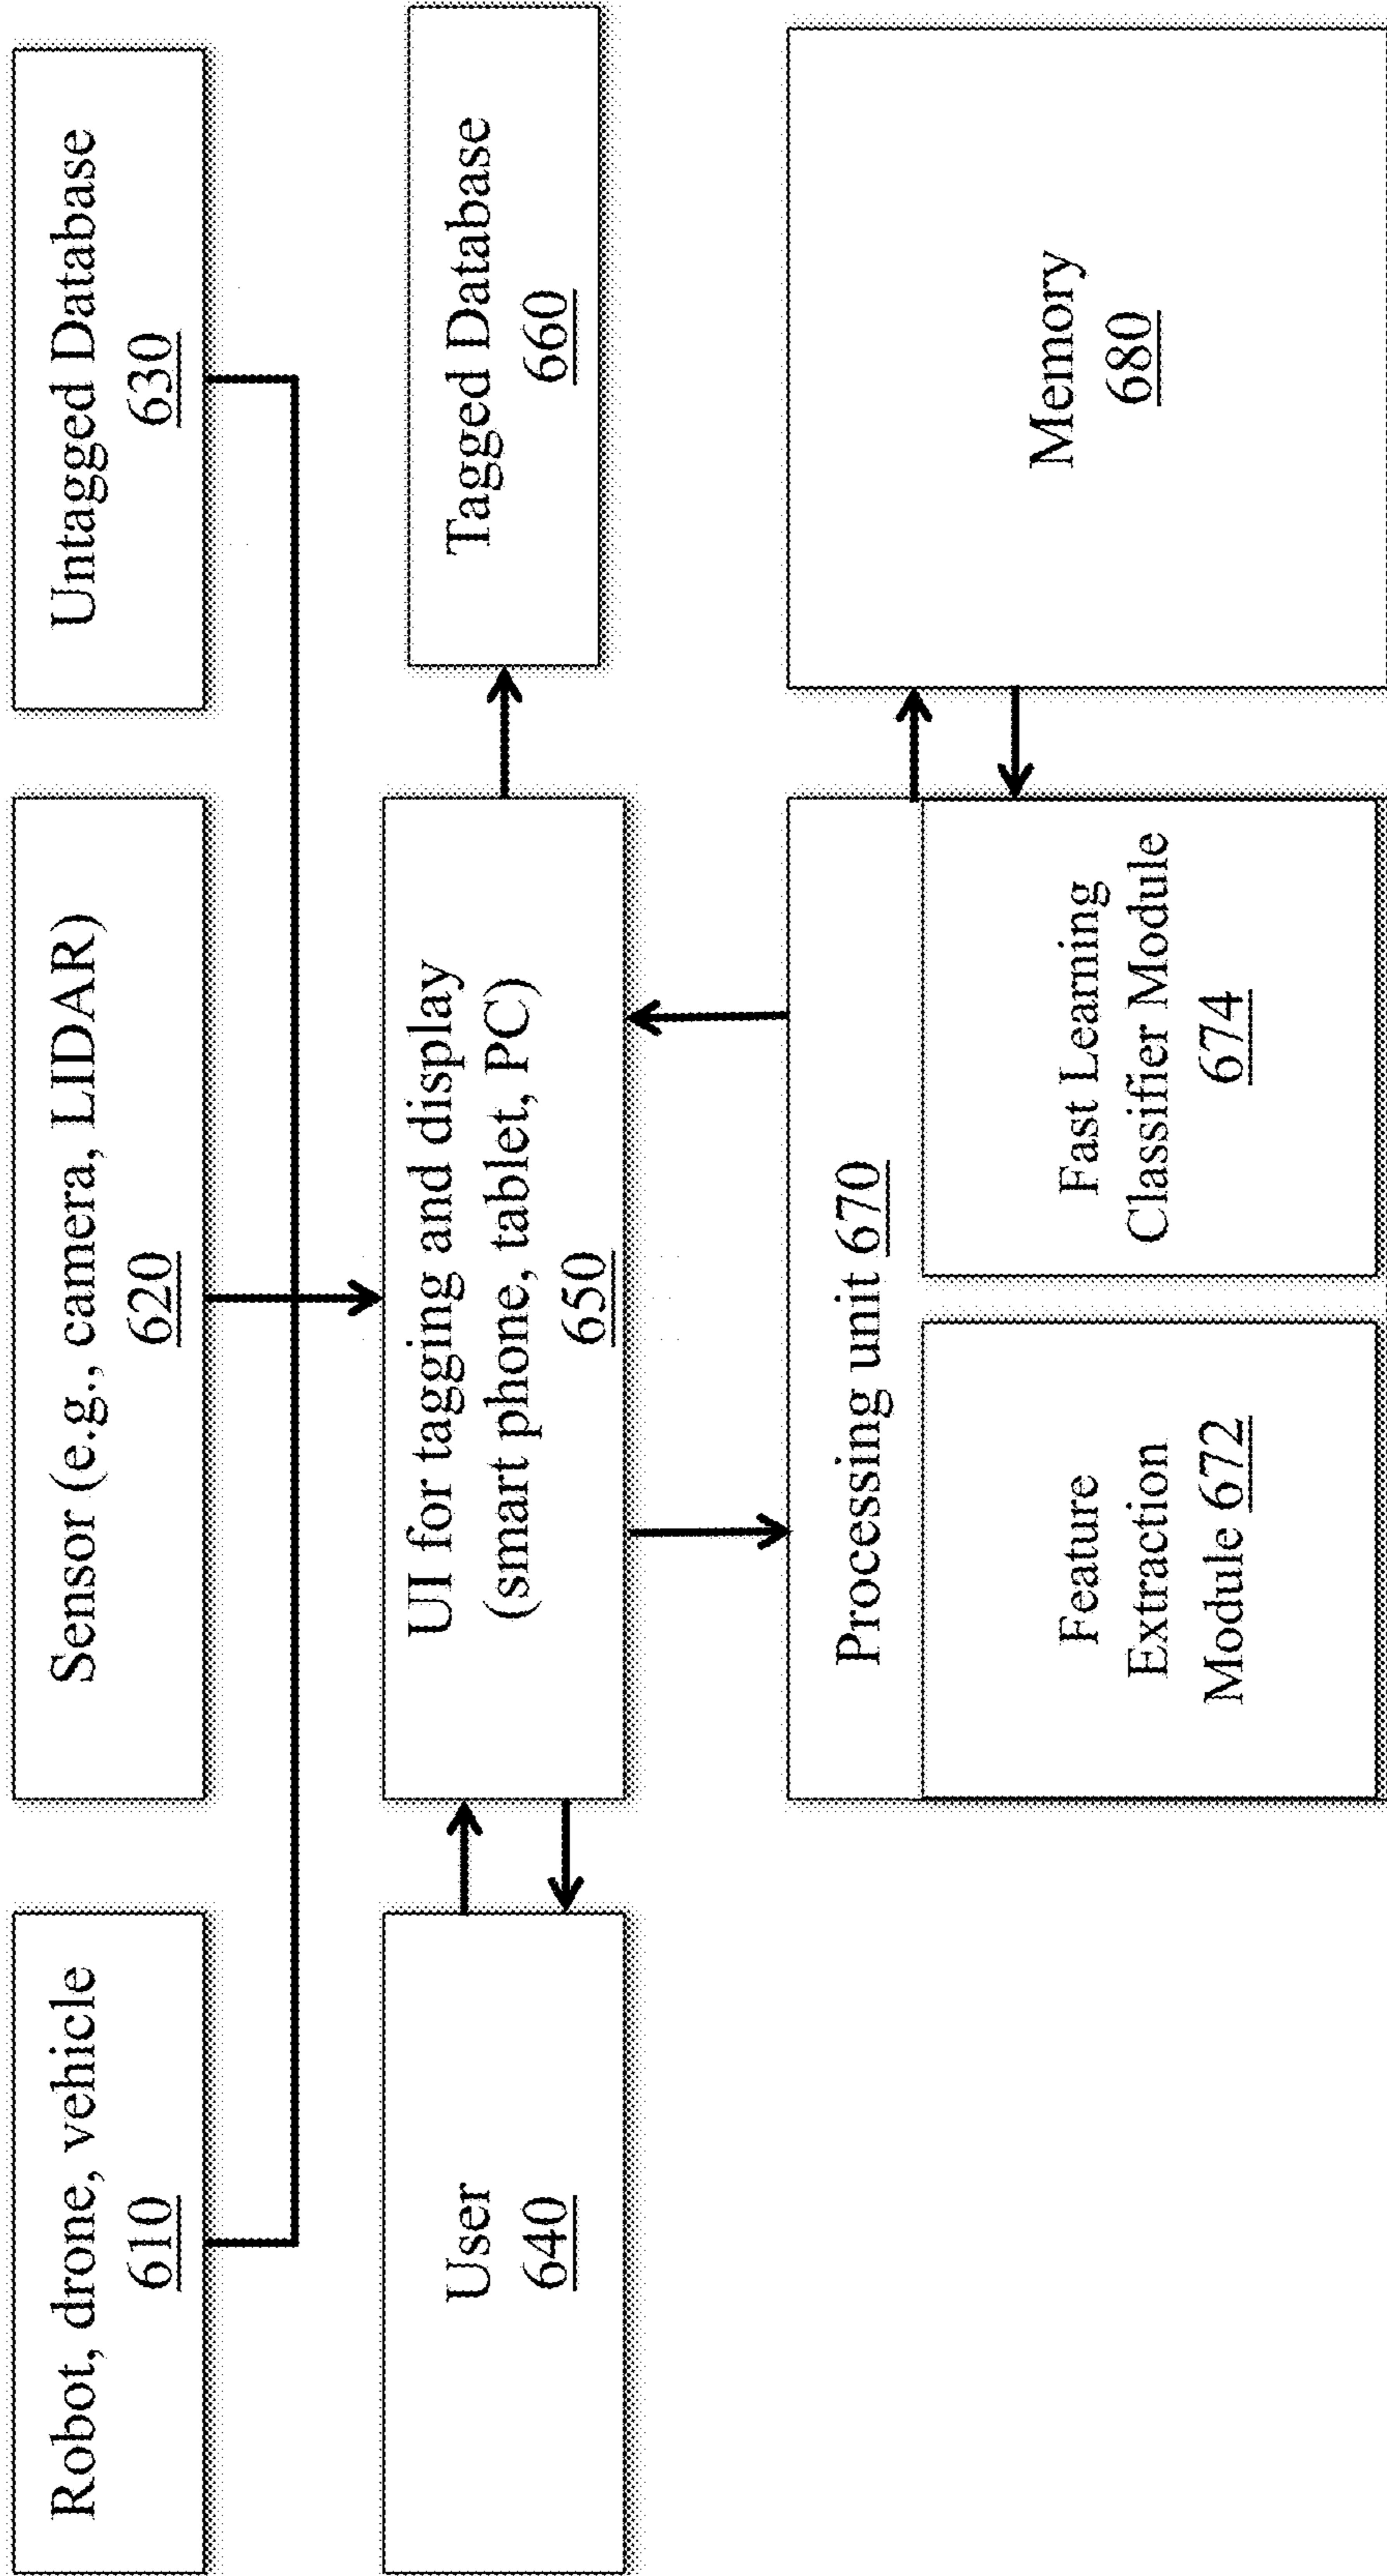 Robot, drone, vehicle
610
Sensor (e.g., camera, LIDAR)
620
Untagged Database
630
User
640
UI for tagging and display
(smart phone, tablet, PC)
650
Tagged Database
660
Processing unit 670
Feature
Extraction
Module 672
Fast Learning
Classifier Module
674
Memory
680